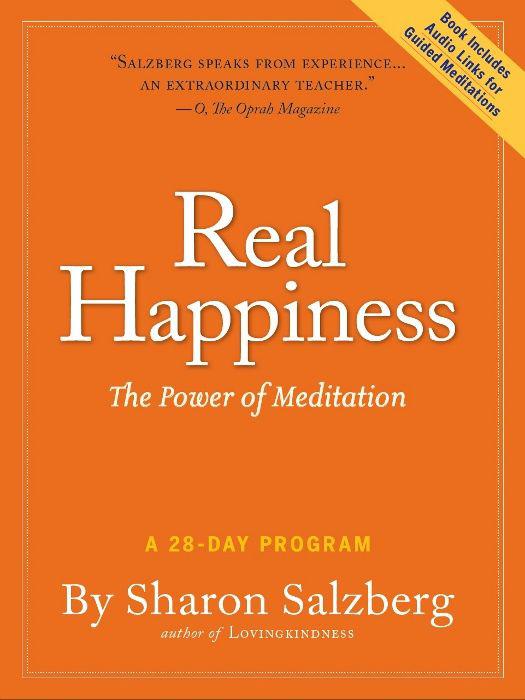 Book Includes
Audio Links for
Guided Meditations
“SALZBERG SPEAKS FROM EXPERIENCE...
AN EXTRAORDINARY TEACHER.”
—O, The Oprah Magazine
Real
Happiness
The Power of Meditation
A 28-DAY PROGRAM
By Sharon Salzberg
author of LOVINGKINDNESS